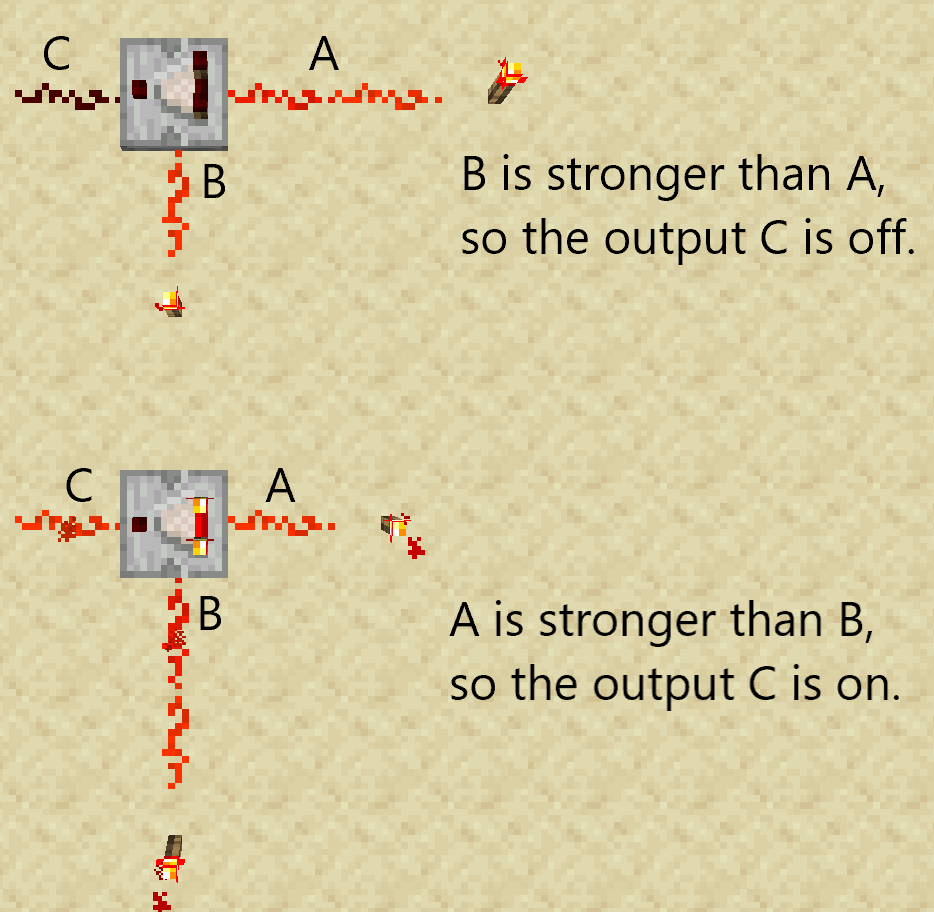 C
A
B
B is stronger than A,
so the output C is off.
C
A
B
A is stronger than B,
so the output C is on.